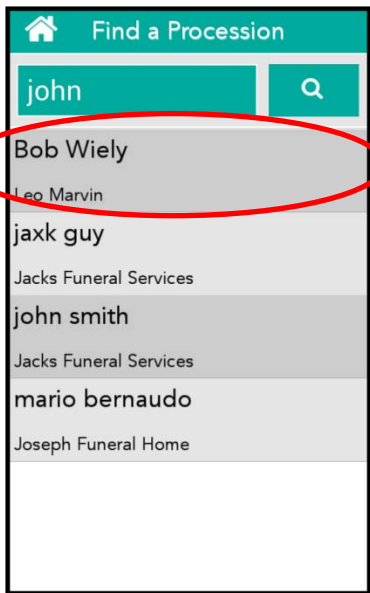 Find a Procession
john
Bob Wiely
Leo Marvin
jaxk guy
Jacks Funeral Services
john smith
Jacks Funeral Services
mario bernaudo
Joseph Funeral Home